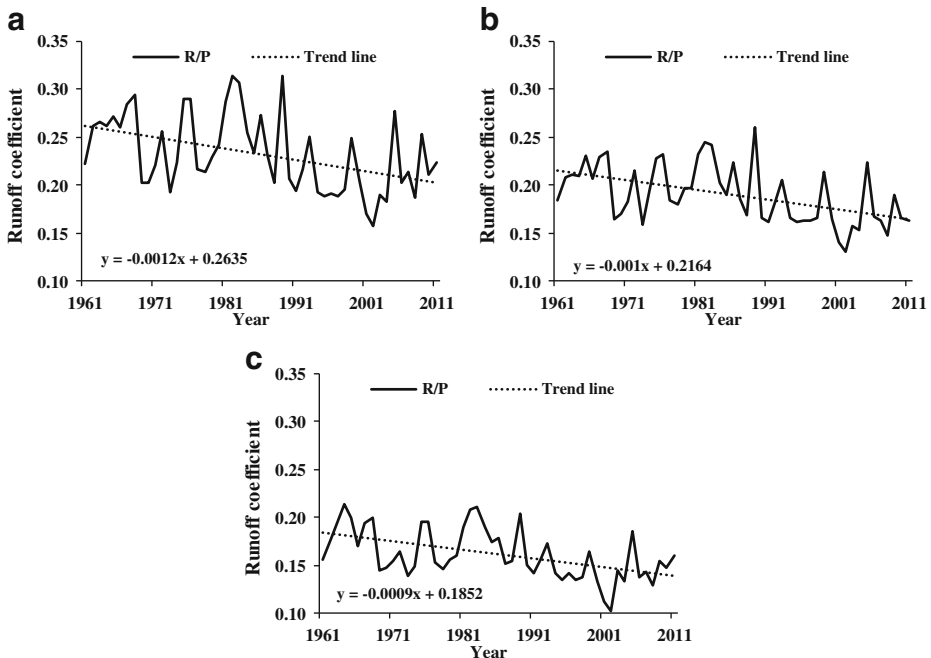 a
0.35
0.30
0.25
0.20
0.15
0.10
Runoff coefficient
R/P
Trend line
y = -0.0012x + 0.2635
1961 1971 1981 1991 2001 2011
Year
b
0.35
0.30
0.25
0.20
0.15
0.10
Runoff coefficient
R/P
Trend line
y = -0.001x + 0.2164
1961 1971 1981 1991 2001 2011
Year
c
0.35
0.30
0.25
0.20
0.15
0.10
Runoff coefficient
R/P
Trend line
y = -0.0009x + 0.1852
1961 1971 1981 1991 2001 2011
Year